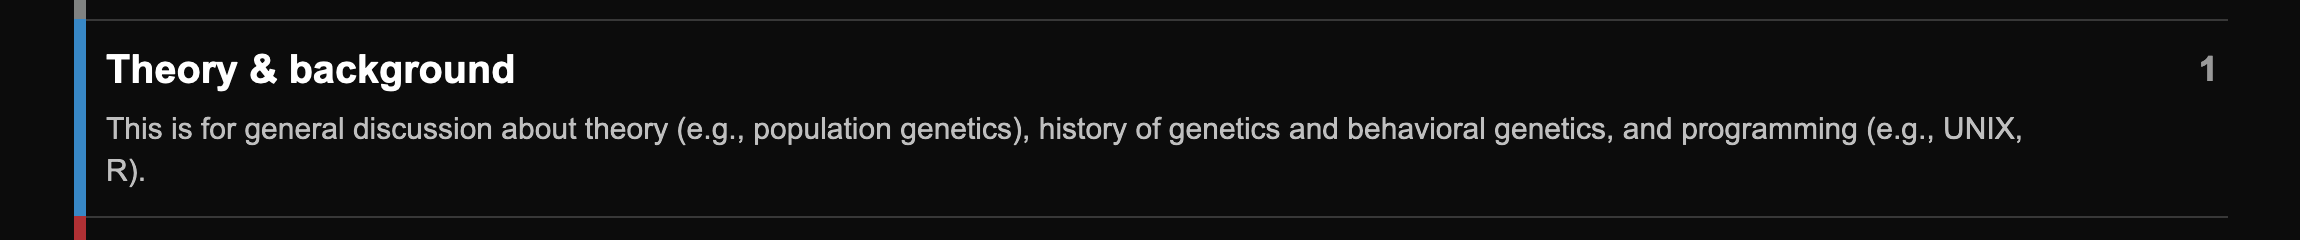 Theory & background
1
This is for general discussion about theory (e.g., population genetics), history of genetics and behavioral genetics, and programming (e.g., UNIX,
R).